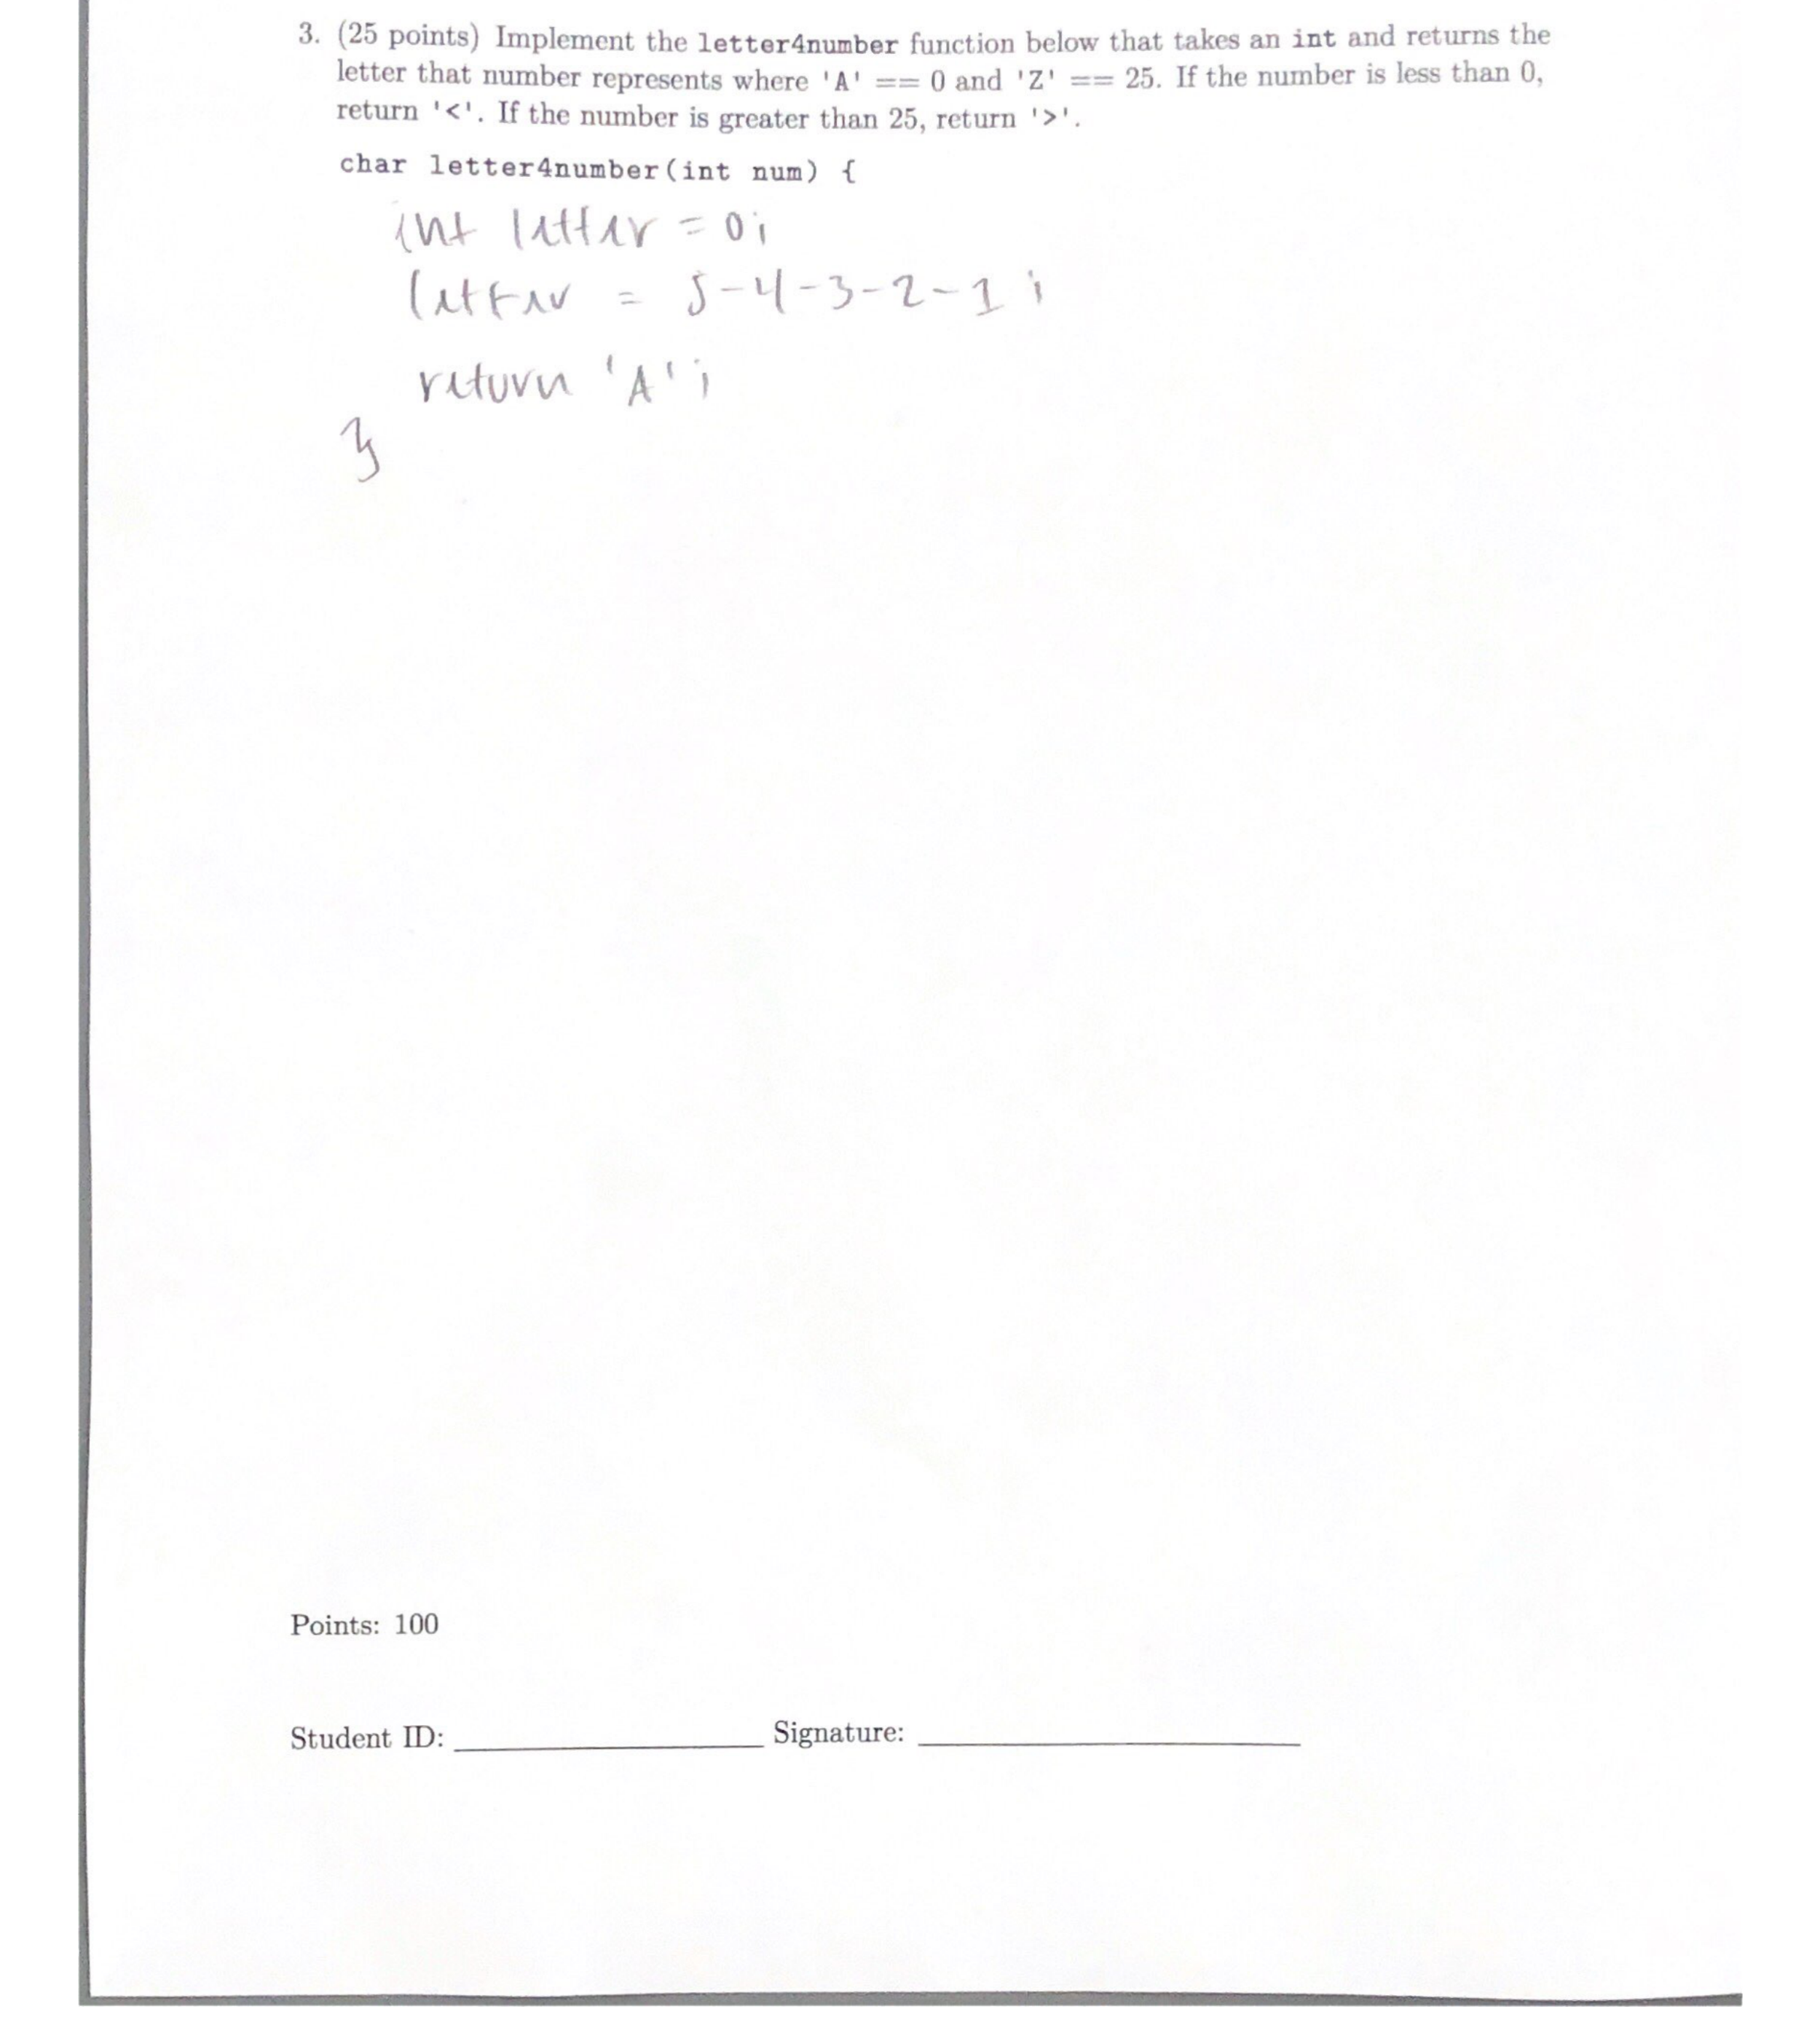 3. (25 points) Implement the letter4number function below that takes an int and returns the
letter that number represents where 'A' == 0 and 'Z' == 25. If the number is less than 0,
return '<'. If the number is greater than 25, return '>'.
char letter4number(int num) {
int letter = 0;
letter = 5-4-3-2-1;
return 'A';
}
Points: 100
Student ID: Signature: